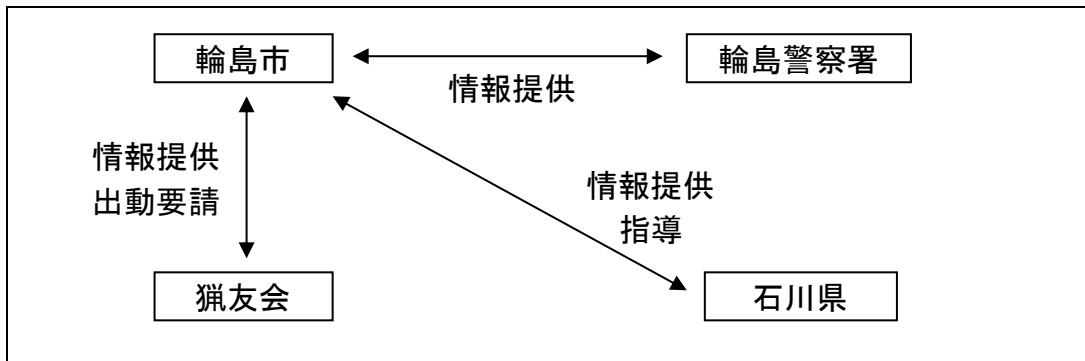 輪島市
輪島警察署
情報提供
情報提供
出動要請
情報提供
指導
猟友会
石川県